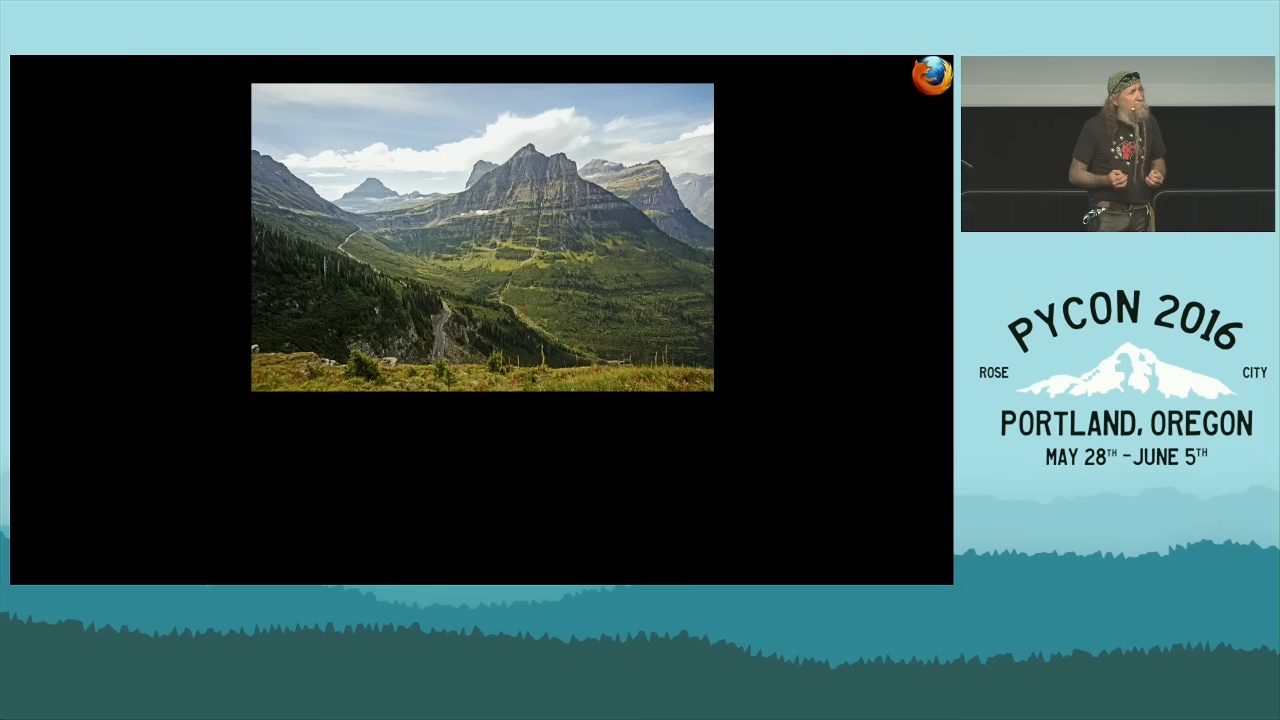 PYCON 2016
ROSE CITY
PORTLAND, OREGON
MAY 28TH - JUNE 5TH